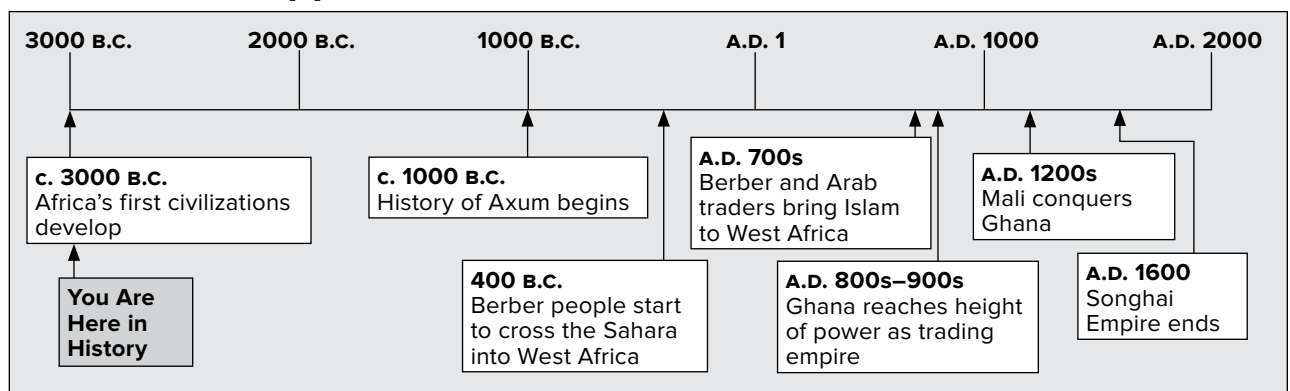 3000 B.C. 2000 B.C. 1000 B.C. A.D. 1 A.D. 1000 A.D. 2000
c. 3000 B.C.
Africa's first civilizations
develop
You Are
Here in
History
c. 1000 B.C.
History of Axum begins
400 B.C.
Berber people start
to cross the Sahara
into West Africa
A.D. 700s
Berber and Arab
traders bring Islam
to West Africa
A.D. 800s–900s
Ghana reaches height
of power as trading
empire
A.D. 1200s
Mali conquers
Ghana
A.D. 1600
Songhai
Empire ends